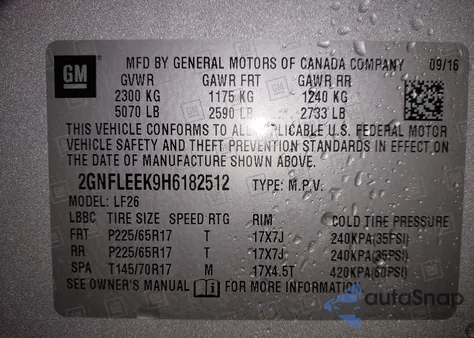 GM
MFD BY GENERAL MOTORS OF CANADA COMPANY 09/16
GVWR GAWR FRT GAWR RR
2300 KG 1175 KG 1240 KG
5070 LB 2590 LB 2733 LB
THIS VEHICLE CONFORMS TO ALL APPLICABLE U.S. FEDERAL MOTOR
VEHICLE SAFETY AND THEFT PREVENTION STANDARDS IN EFFECT ON
THE DATE OF MANUFACTURE SHOWN ABOVE.
2GNFLEEK9H6182512 TYPE: M.P.V.
MODEL: LF26
LBBC TIRE SIZE SPEED RTG RIM COLD TIRE PRESSURE
FRT P225/65R17 T 17X7J 240KPA(35PSI)
RR P225/65R17 T 17X7J 240KPA(35PSI)
SPA T145/70R17 M 17X4.5T 420KPA(60PSI)
SEE OWNER'S MANUAL FOR MORE INFORMATION
autoSnap